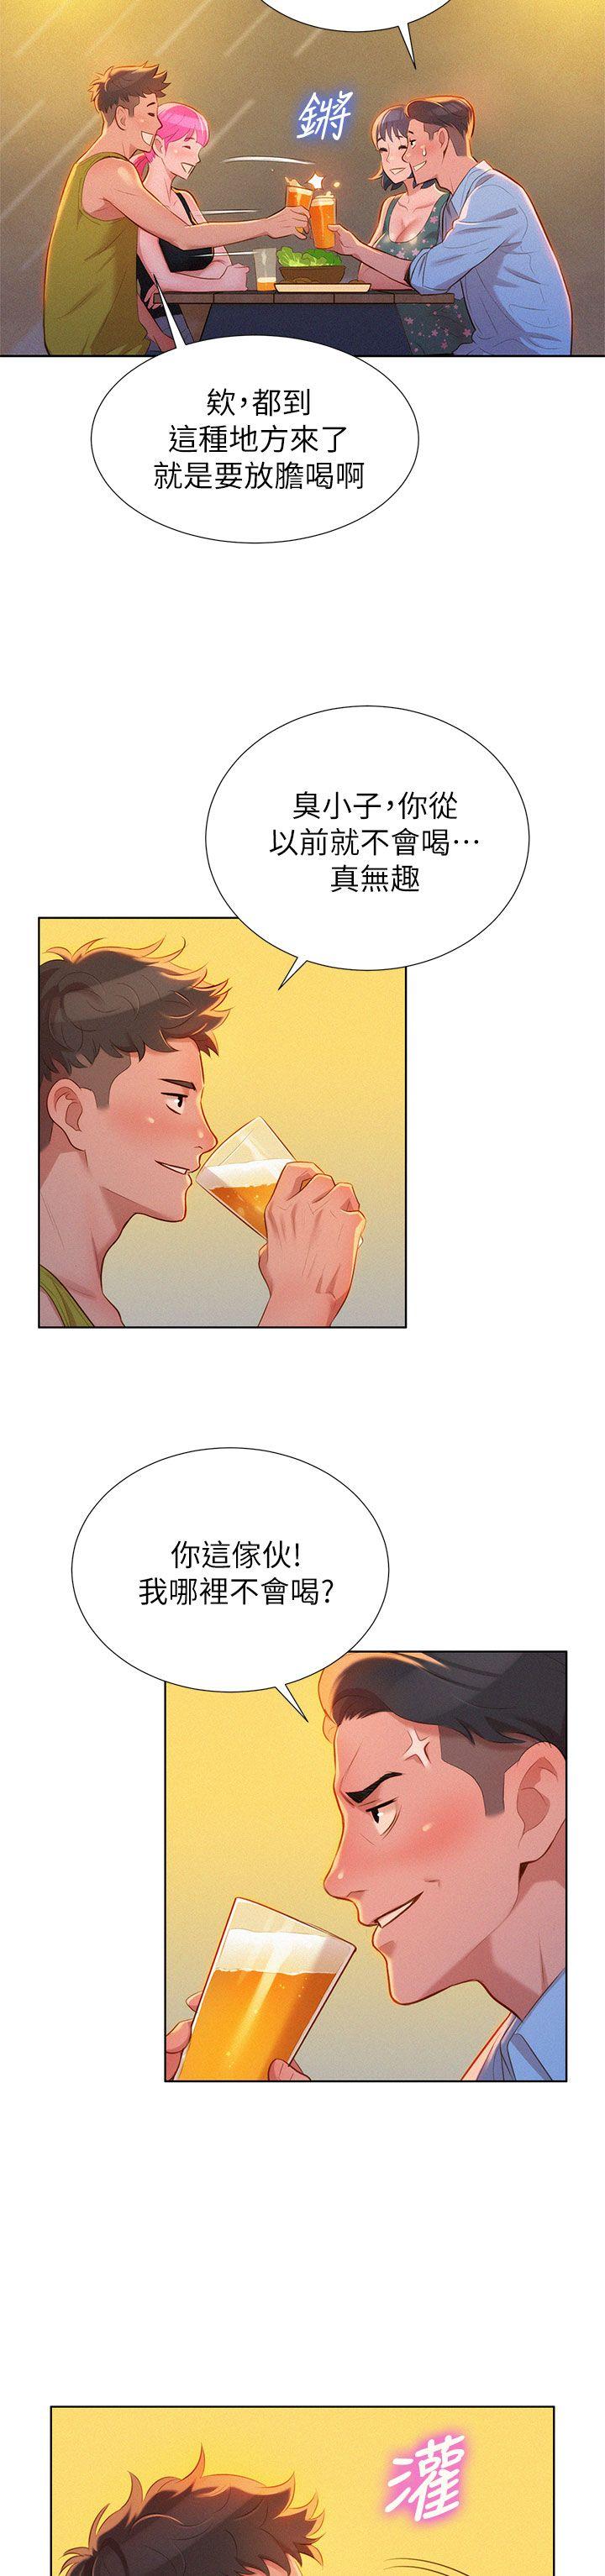 鏘
欸，都到
這種地方來了
就是要放膽喝啊
臭小子，你從
以前就不會喝⋯
真無趣
你這傢伙!
我哪裡不會喝?
灌